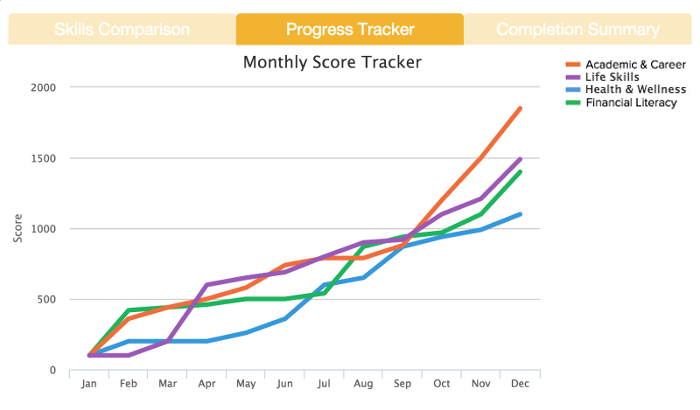 Skills Comparison Progress Tracker Completion Summary
Monthly Score Tracker
Academic & Career
Life Skills
Health & Wellness
Financial Literacy
2000
1500
1000
500
0
Score
Jan Feb Mar Apr May Jun Jul Aug Sep Oct Nov Dec